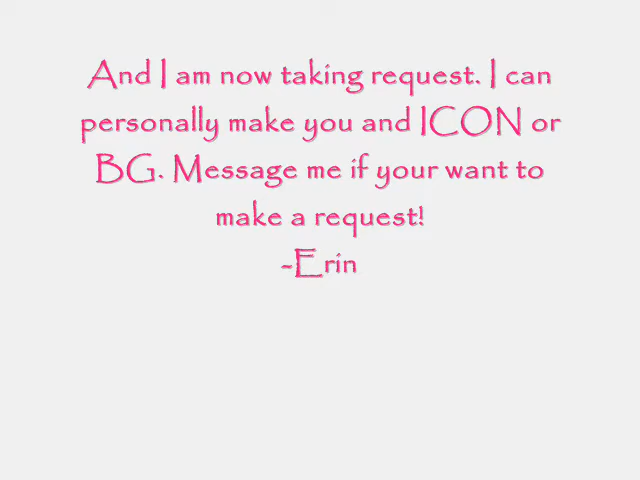 And I am now taking request. I can
personally make you and ICON or
BG. Message me if your want to
make a request!
-Erin